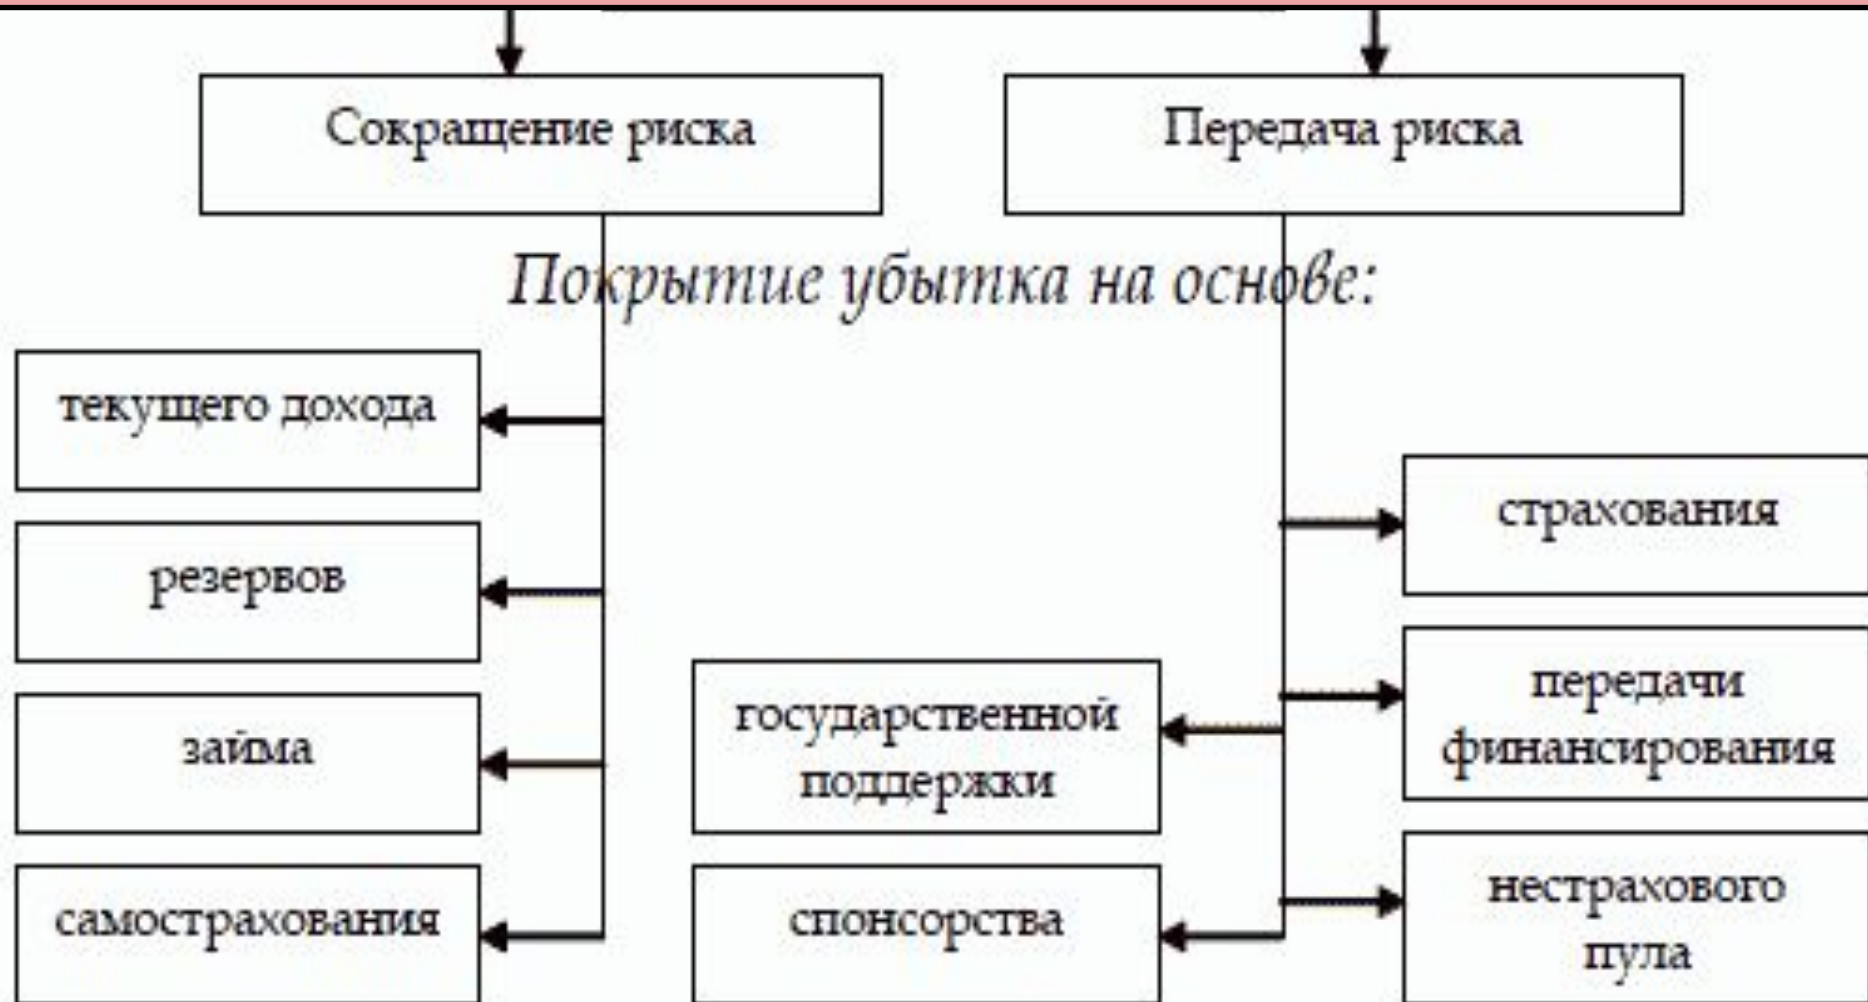 Сокращение риска
Передача риска
Покрытие убытка на основе:
текущего дохода
резервов
займа
самострахования
государственной
поддержки
спонсорства
страхования
передачи
финансирования
нестрахового
пула